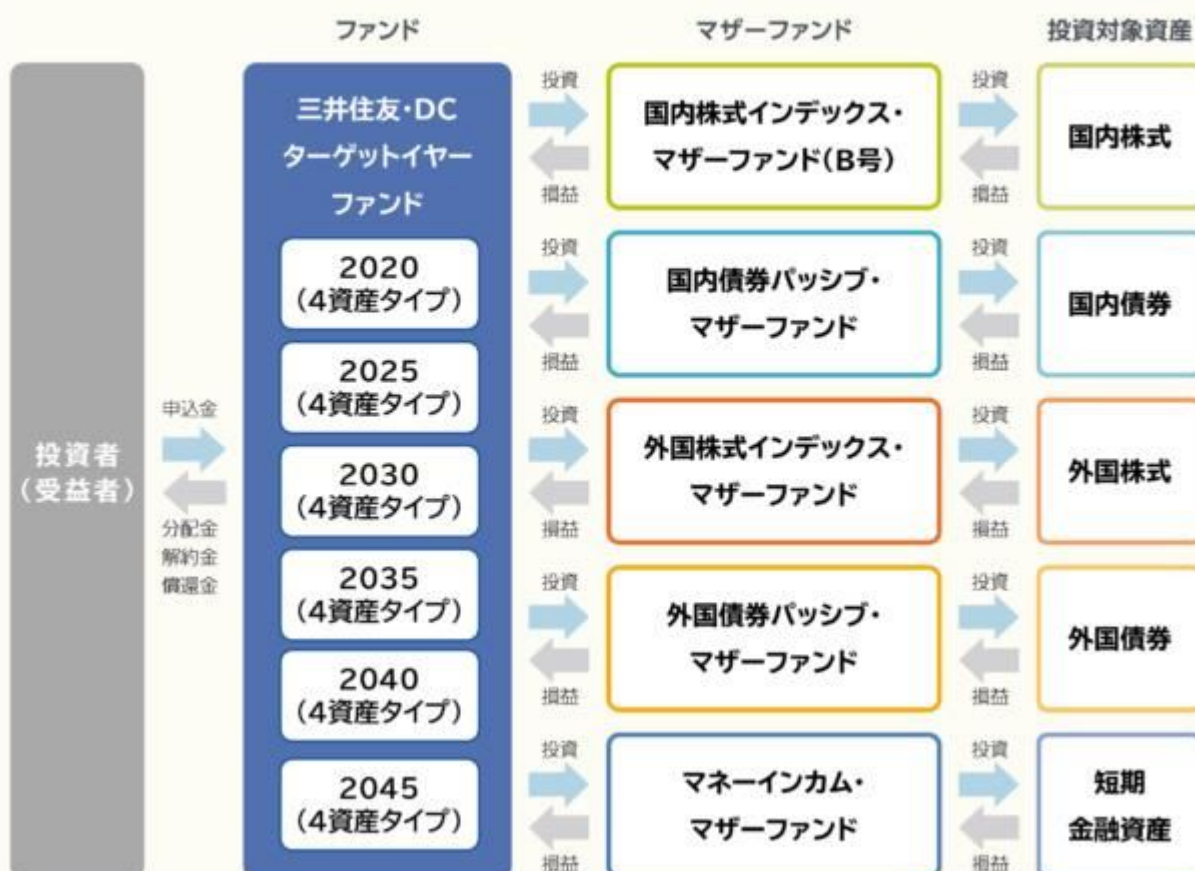 ファンド
マザーファンド
投資対象資産
投資者
(受益者)
申込金
分配金
解約金
償還金
三井住友・DC
ターゲットイヤー
ファンド
2020
(4資産タイプ)
2025
(4資産タイプ)
2030
(4資産タイプ)
2035
(4資産タイプ)
2040
(4資産タイプ)
2045
(4資産タイプ)
投資
損益
国内株式インデックス・
マザーファンド(B号)
投資
損益
国内株式
投資
損益
国内債券パッシブ・
マザーファンド
投資
損益
国内債券
投資
損益
外国株式インデックス・
マザーファンド
投資
損益
外国株式
投資
損益
外国債券パッシブ・
マザーファンド
投資
損益
外国債券
投資
損益
マネーインカム・
マザーファンド
投資
損益
短期
金融資産